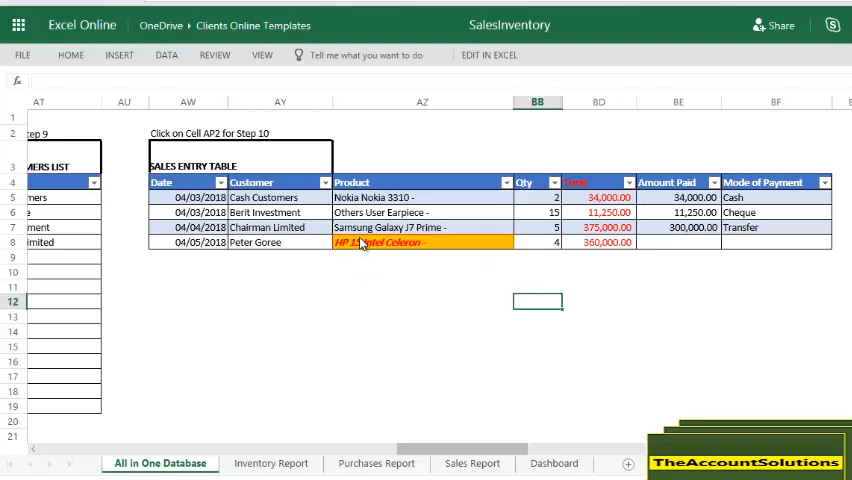 Excel Online OneDrive ▸ Clients Online Templates SalesInventory Share
FILE HOME INSERT DATA REVIEW VIEW Tell me what you want to do EDIT IN EXCEL
fx
AT AU AW AY AZ BB BD BE BF
1
2 tep 9 Click on Cell AP2 for Step 10
3 MERS LIST SALES ENTRY TABLE
4 Date Customer Product Qty Total Amount Paid Mode of Payment
5 mers 04/03/2018 Cash Customers Nokia Nokia 3310 - 2 34,000.00 34,000.00 Cash
6 e 04/03/2018 Berit Investment Others User Earpiece - 15 11,250.00 11,250.00 Cheque
7 ment 04/04/2018 Chairman Limited Samsung Galaxy J7 Prime - 5 375,000.00 300,000.00 Transfer
8 imited 04/05/2018 Peter Goree HP 15 Intel Celeron - 4 360,000.00
9
10
11
12
13
14
15
16
17
18
19
20
21
All in One Database Inventory Report Purchases Report Sales Report Dashboard
TheAccountSolutions